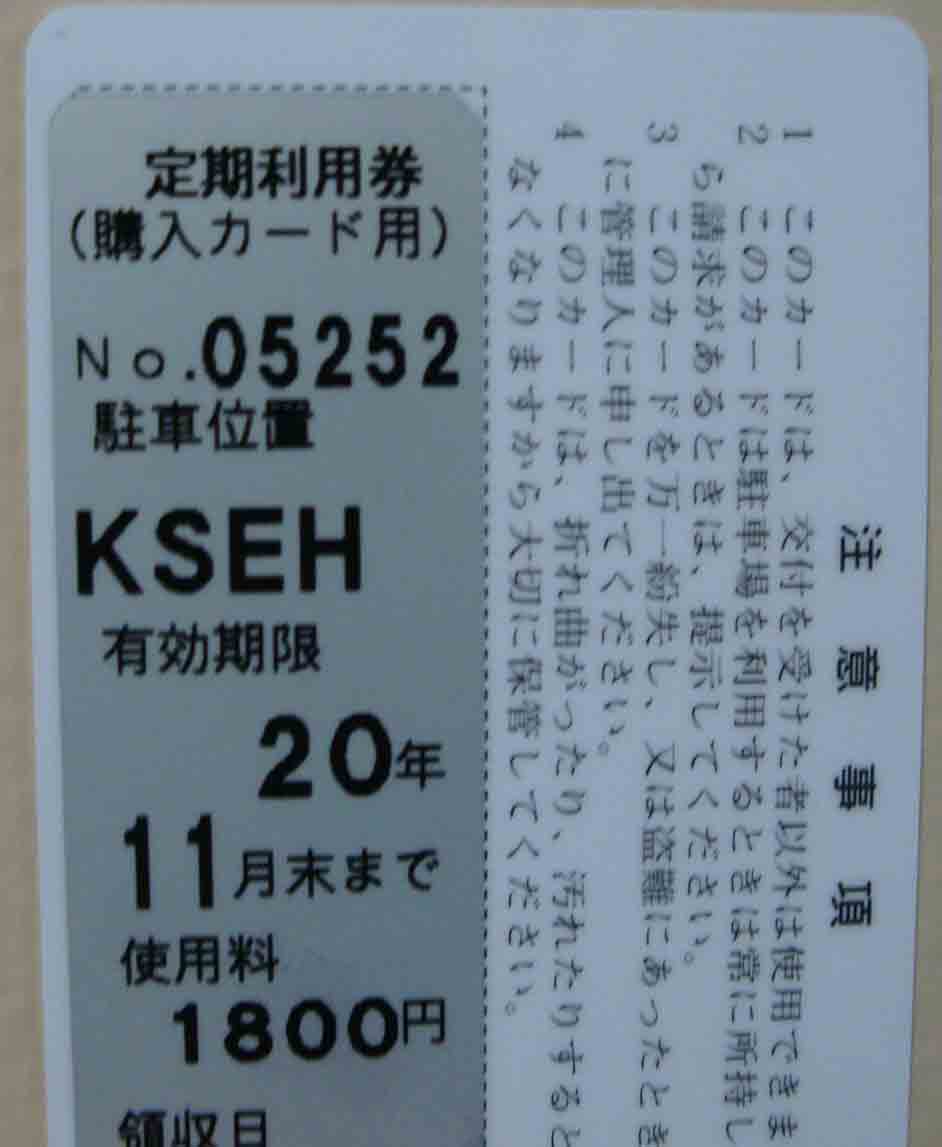 定期利用券
(購入カード用)
No.05252
駐車位置
KSEH
有効期限
20年
11月末まで
使用料
1800円
領収日
注意事項
1 このカードは、交付を受けた者以外は使用できま
2 このカードは駐車場を利用するときは常に所持し
ら請求があるときは、提示してください。
3 このカードを万一紛失し、又は盗難にあったとき
に管理人に申し出てください。
4 このカードは、折れ曲がったり、汚れたりすると
なくなりますから大切に保管してください。